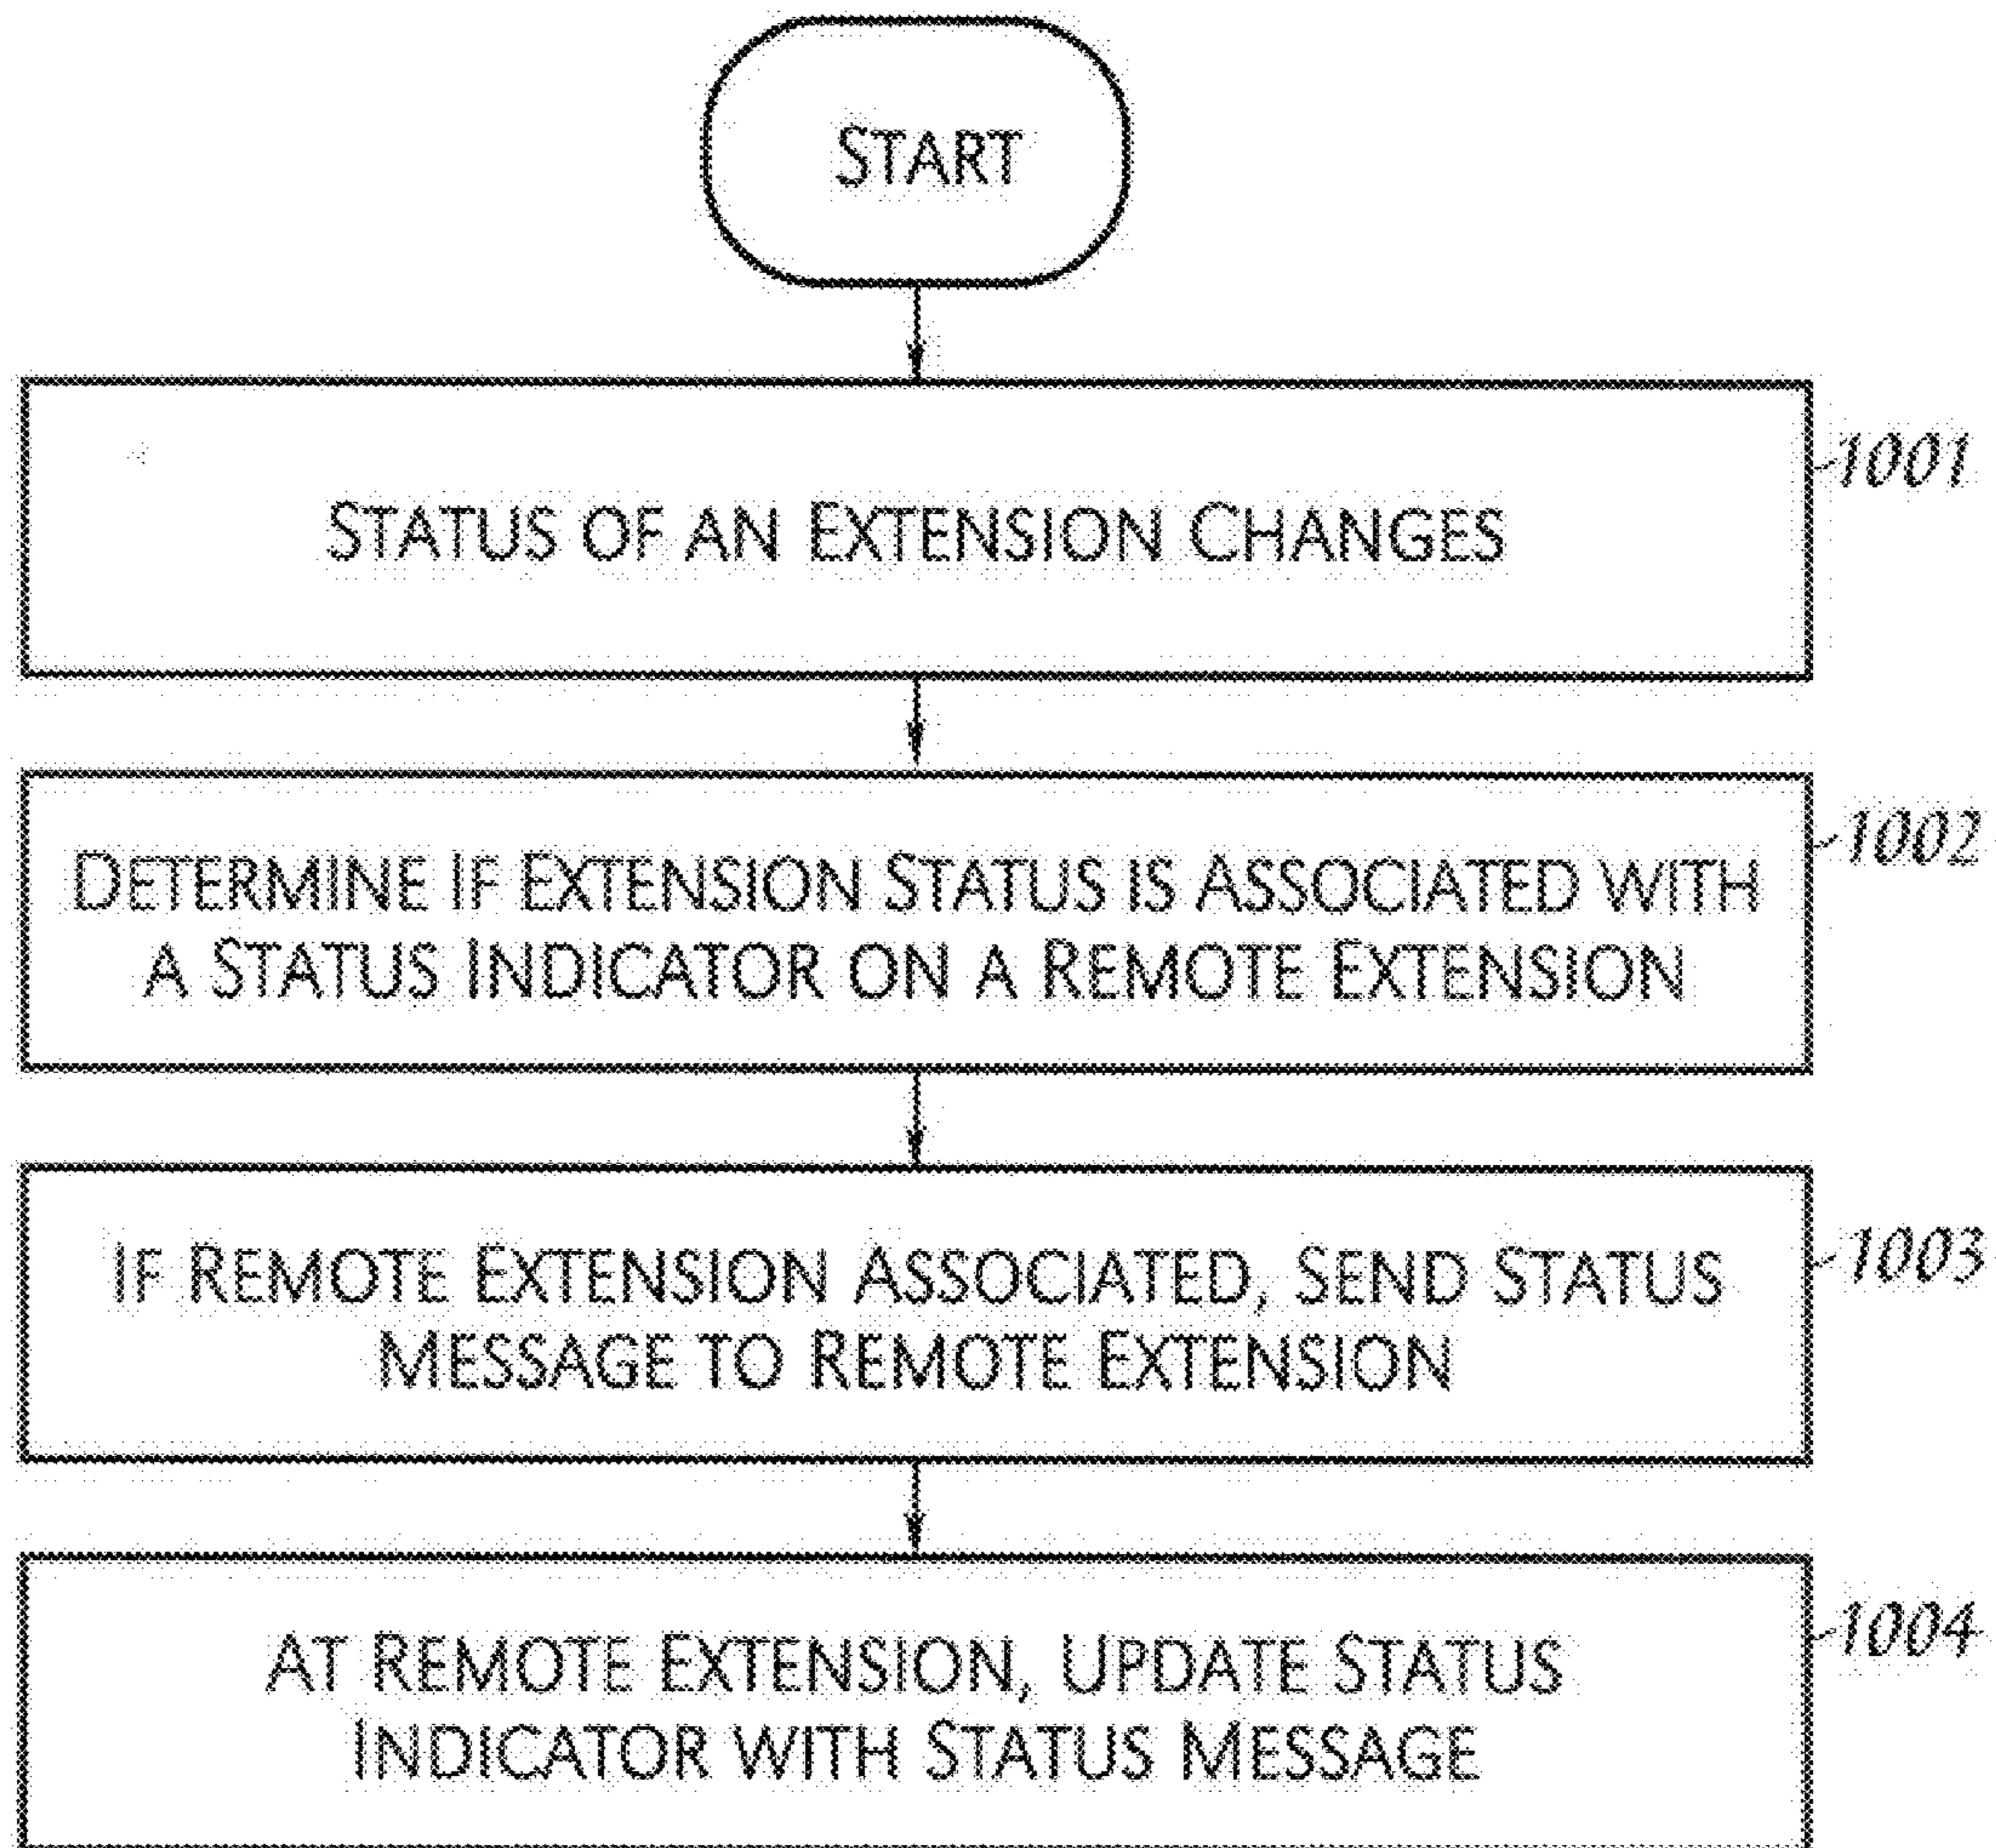 START
STATUS OF AN EXTENSION CHANGES
1001
DETERMINE IF EXTENSION STATUS IS ASSOCIATED WITH
A STATUS INDICATOR ON A REMOTE EXTENSION
1002
IF REMOTE EXTENSION ASSOCIATED, SEND STATUS
MESSAGE TO REMOTE EXTENSION
1003
AT REMOTE EXTENSION, UPDATE STATUS
INDICATOR WITH STATUS MESSAGE
1004